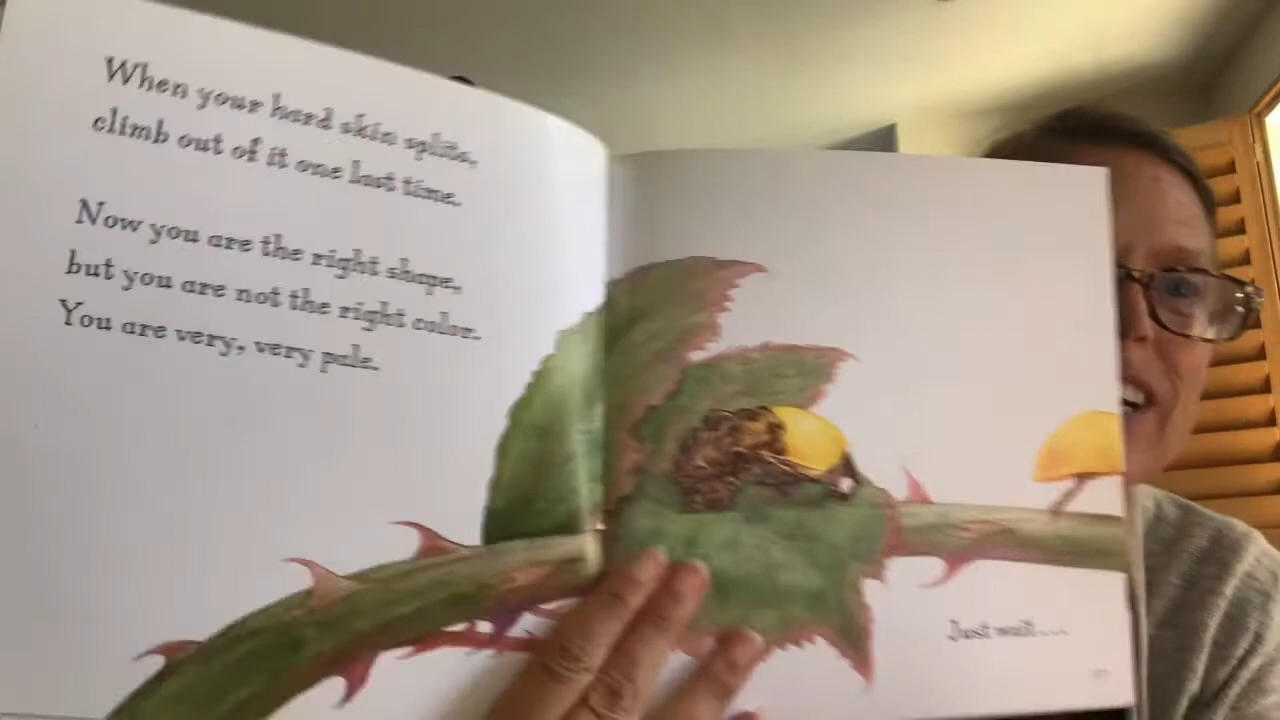 When your hard skin splits,
climb out of it one last time.
Now you are the right shape,
but you are not the right color.
You are very, very pale.
Just wait....